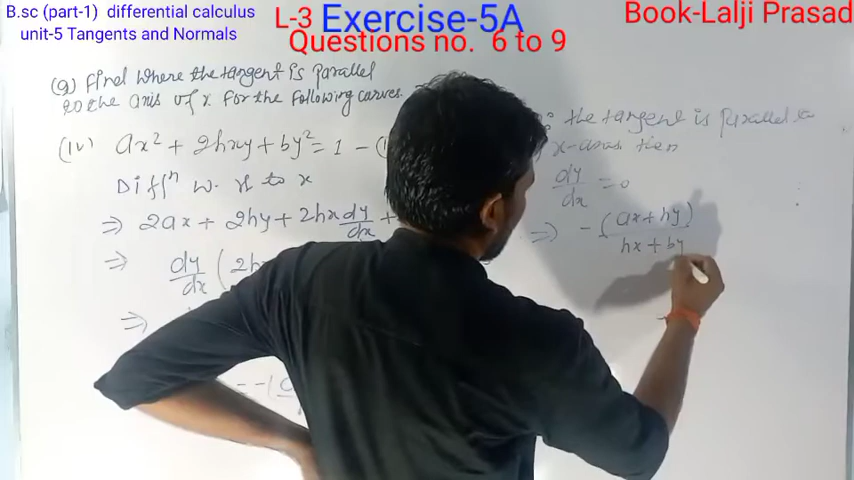 B.sc (part-1) differential calculus
unit-5 Tangents and Normals
L-3 Exercise-5A
Questions no. 6 to 9
Book-Lalji Prasad
(9) find where the tangent is parallel
to the axis of x for the following curves.
(iv) ax² + 2hxy + by² = 1 - (1
Diffⁿ w. r to x
⇒ 2ax + 2hy + 2hx dy/dx +
⇒ dy/dx ( 2h
⇒
the tangent is parallel to
x-axis then
dy/dx = 0
⇒ - (ax + hy)/hx + by